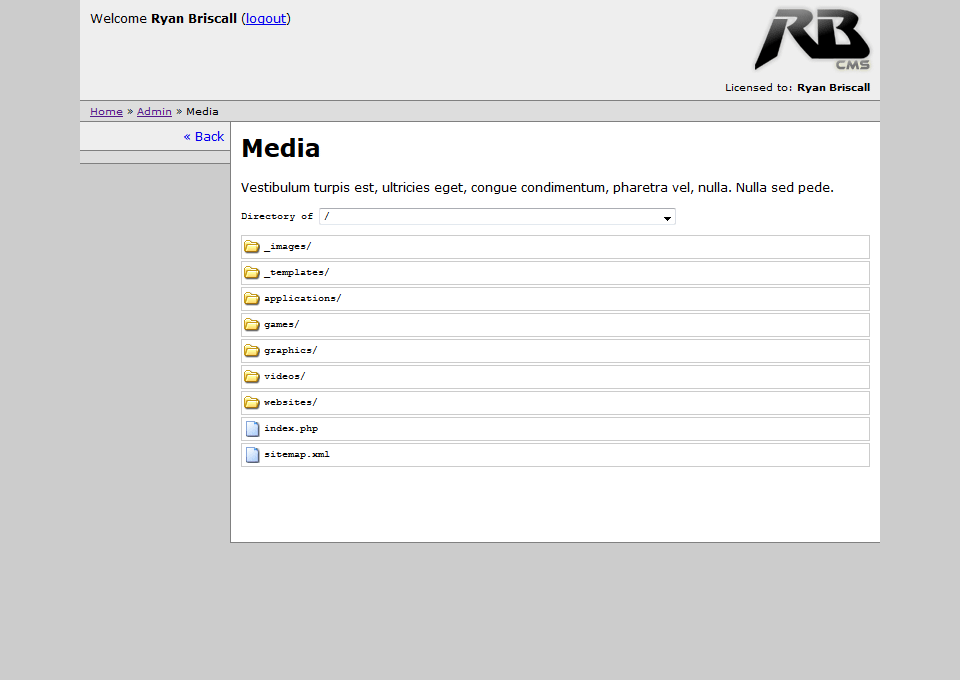 Welcome Ryan Briscall (logout)
RB
CMS
Licensed to: Ryan Briscall
Home » Admin » Media
« Back
Media
Vestibulum turpis est, ultricies eget, congue condimentum, pharetra vel, nulla. Nulla sed pede.
Directory of /
_images/
_templates/
applications/
games/
graphics/
videos/
websites/
index.php
sitemap.xml